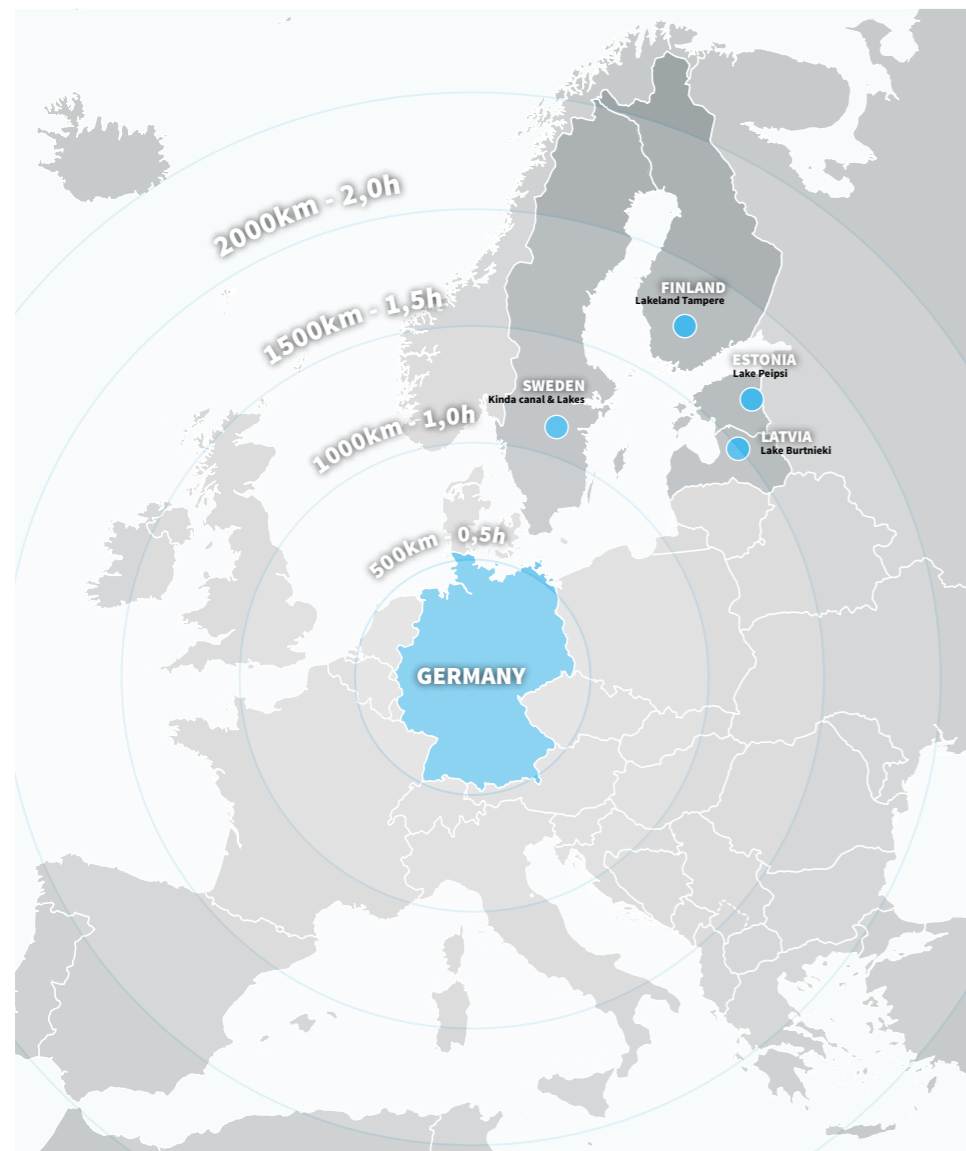 2000km - 2,0h
1500km - 1,5h
1000km - 1,0h
500km - 0,5h
FINLAND
Lakeland Tampere
ESTONIA
Lake Peipsi
SWEDEN
Kinda canal & Lakes
LATVIA
Lake Burtnieki
GERMANY